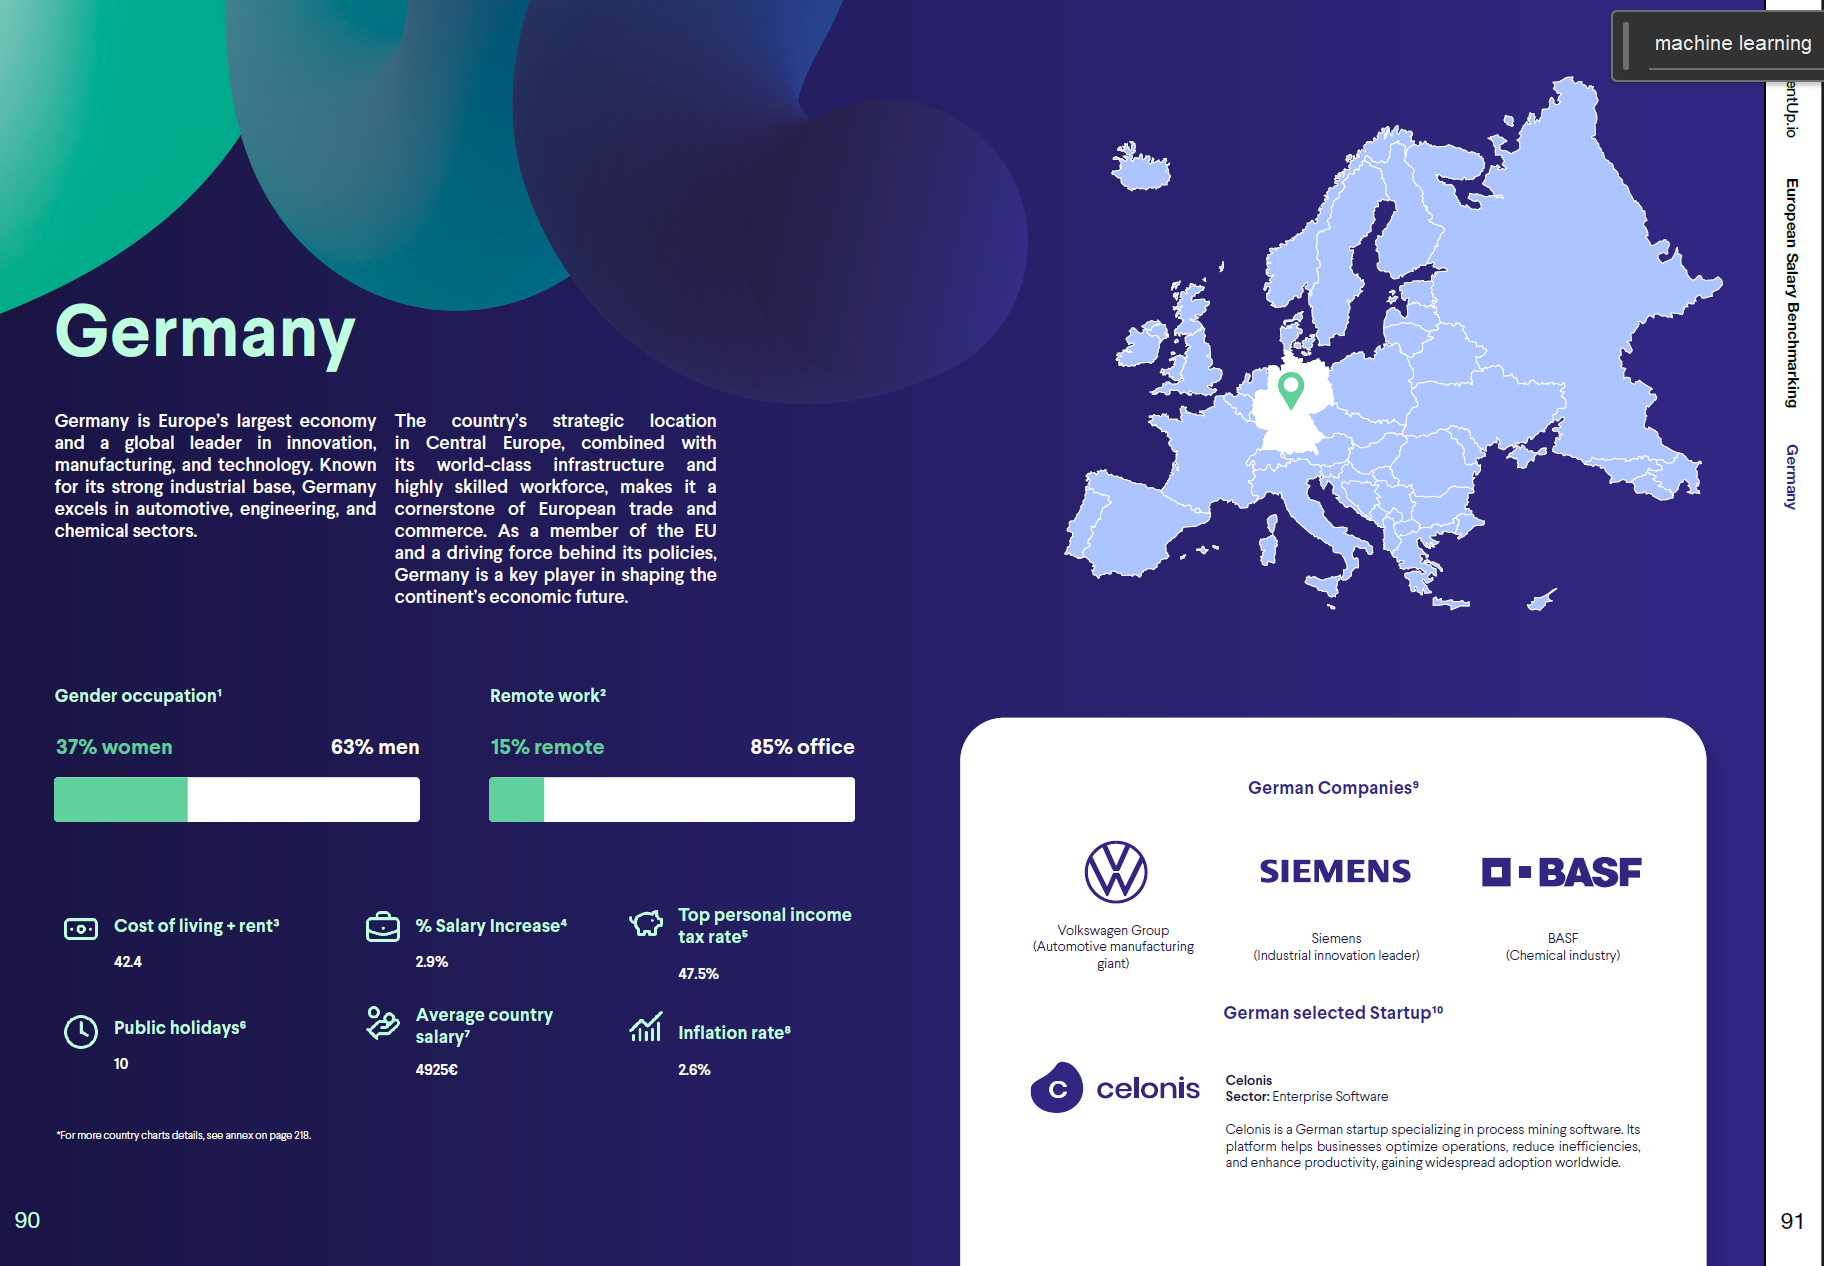 machine learning
entUp.io
European Salary Benchmarking
Germany
Germany
Germany is Europe's largest economy
and a global leader in innovation,
manufacturing, and technology. Known
for its strong industrial base, Germany
excels in automotive, engineering, and
chemical sectors.
The country's strategic location
in Central Europe, combined with
its world-class infrastructure and
highly skilled workforce, makes it a
cornerstone of European trade and
commerce. As a member of the EU
and a driving force behind its policies,
Germany is a key player in shaping the
continent's economic future.
Gender occupation¹
37% women
63% men
Remote work²
15% remote
85% office
Cost of living + rent³
42.4
% Salary Increase⁴
2.9%
Top personal income
tax rate⁵
47.5%
Public holidays⁶
10
Average country
salary⁷
4925€
Inflation rate⁸
2.6%
*For more country charts details, see annex on page 218.
90
German Companies⁹
Volkswagen Group
(Automotive manufacturing
giant)
SIEMENS
Siemens
(Industrial innovation leader)
BASF
BASF
(Chemical industry)
German selected Startup¹⁰
c celonis
Celonis
Sector: Enterprise Software
Celonis is a German startup specializing in process mining software. Its
platform helps businesses optimize operations, reduce inefficiencies,
and enhance productivity, gaining widespread adoption worldwide.
91